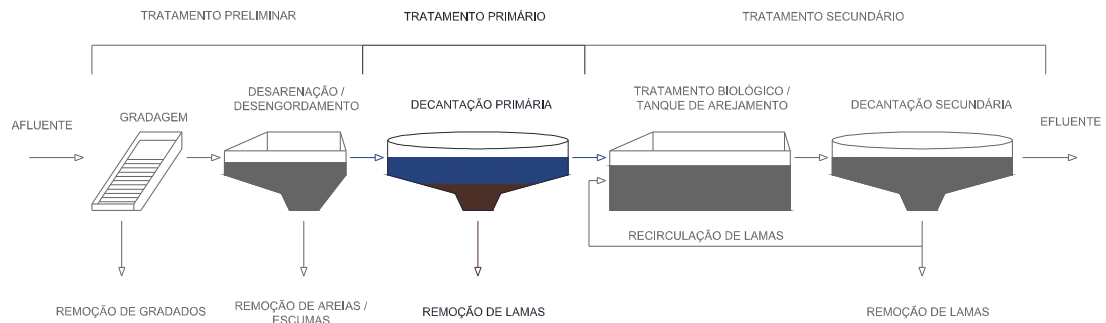 TRATAMENTO PRELIMINAR
TRATAMENTO PRIMÁRIO
TRATAMENTO SECUNDÁRIO
AFLUENTE
GRADAGEM
DESARENAÇÃO /
DESENGORDAMENTO
DECANTAÇÃO PRIMÁRIA
TRATAMENTO BIOLÓGICO /
TANQUE DE AREJAMENTO
DECANTAÇÃO SECUNDÁRIA
EFLUENTE
RECIRCULAÇÃO DE LAMAS
REMOÇÃO DE GRADADOS
REMOÇÃO DE AREIAS /
ESCUMAS
REMOÇÃO DE LAMAS
REMOÇÃO DE LAMAS